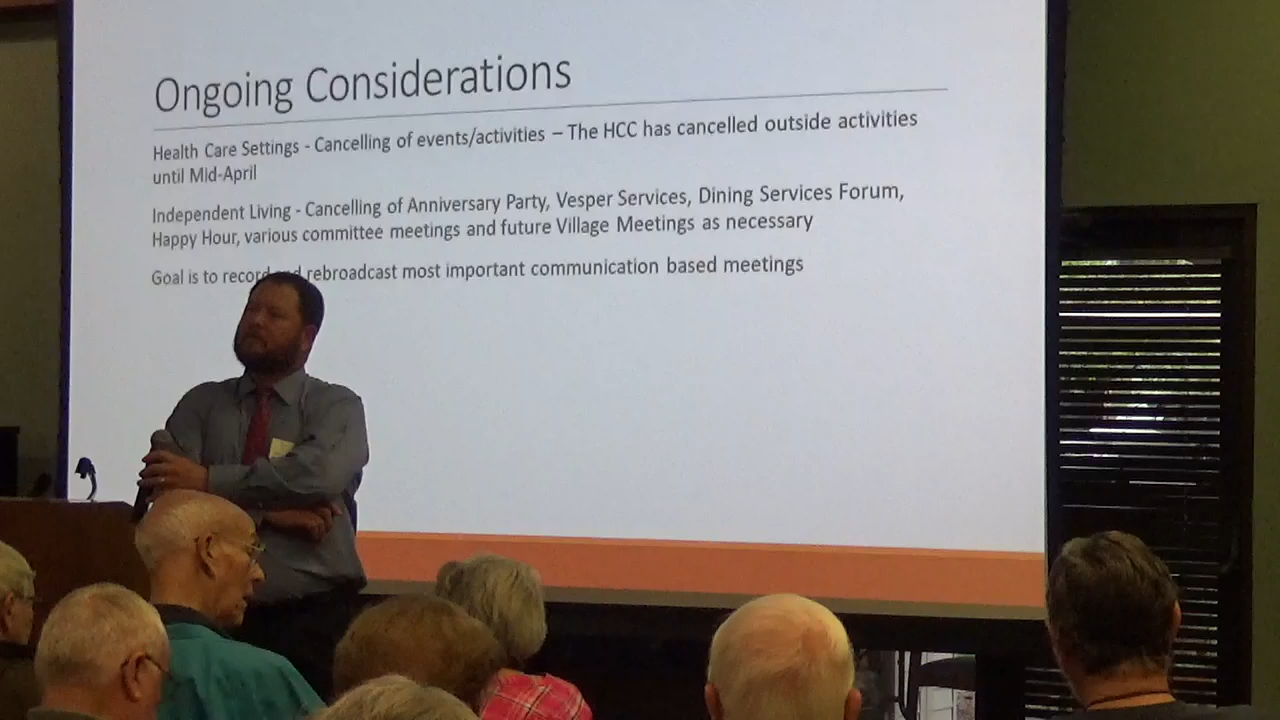 Ongoing Considerations
Health Care Settings - Cancelling of events/activities – The HCC has cancelled outside activities
until Mid-April
Independent Living - Cancelling of Anniversary Party, Vesper Services, Dining Services Forum,
Happy Hour, various committee meetings and future Village Meetings as necessary
Goal is to record and rebroadcast most important communication based meetings